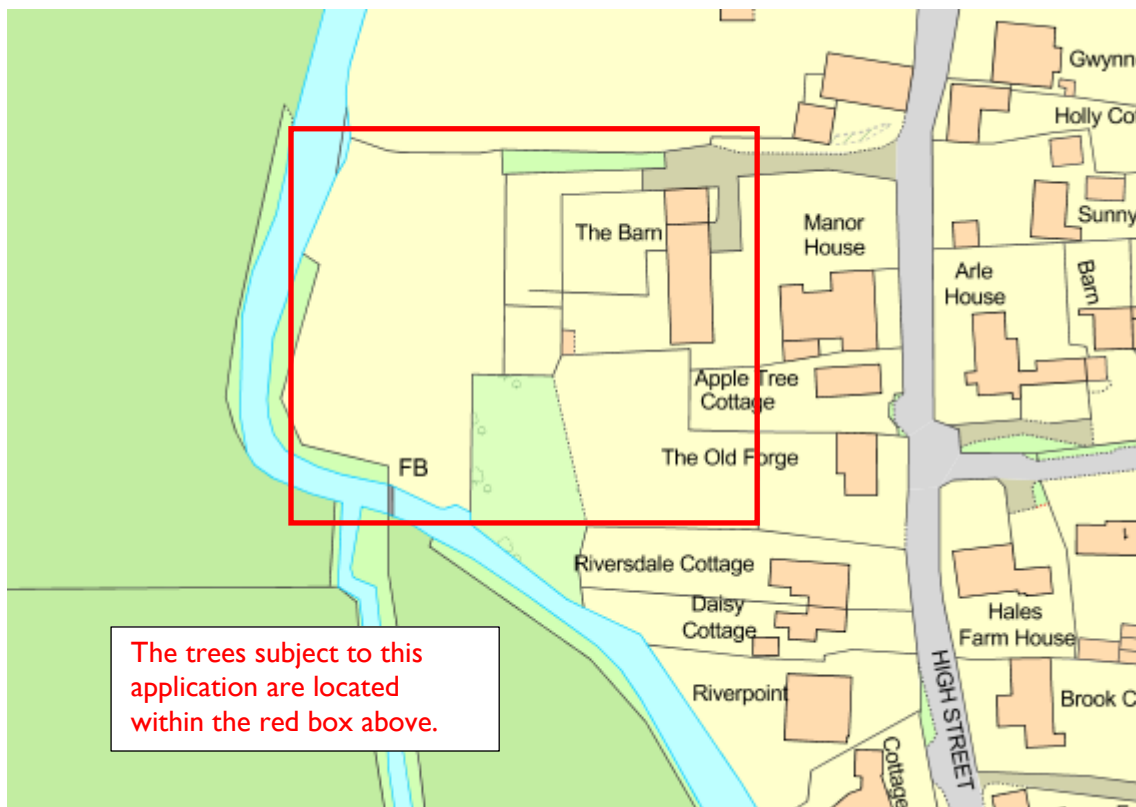 Gwynn
Holly Co
Sunny
The Barn
Manor
House
Arle
House
Barn
Apple Tree
Cottage
The Old Forge
FB
Riversdale Cottage
Daisy
Cottage
Hales
Farm House
1
Riverpoint
HIGH STREET
Brook C
Cottage
The trees subject to this
application are located
within the red box above.